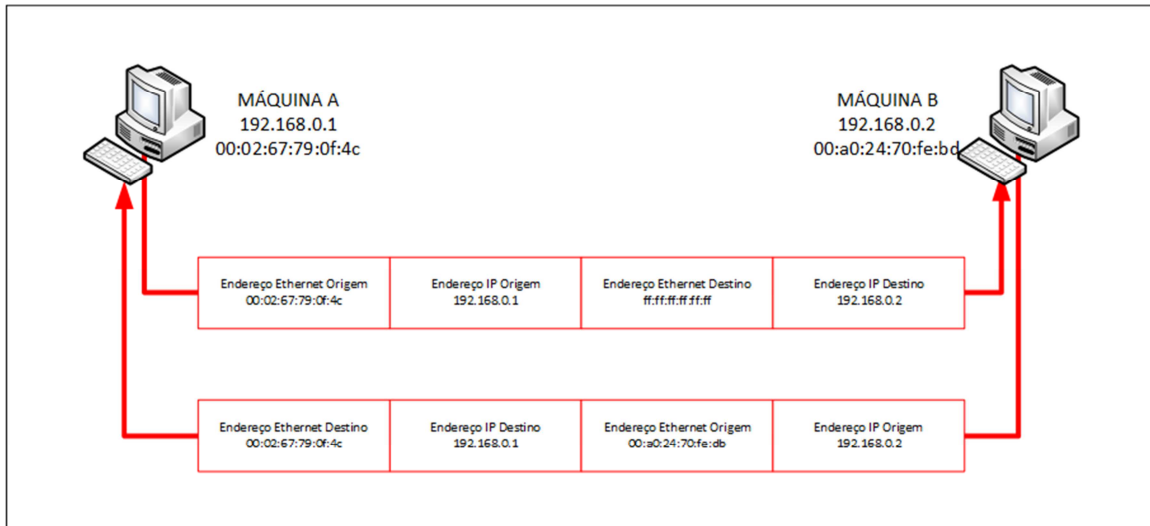 MÁQUINA A
192.168.0.1
00:02:67:79:0f:4c
MÁQUINA B
192.168.0.2
00:a0:24:70:fe:bd
Endereço Ethernet Origem
00:02:67:79:0f:4c
Endereço IP Origem
192.168.0.1
Endereço Ethernet Destino
ff:ff:ff:ff:ff:ff
Endereço IP Destino
192.168.0.2
Endereço Ethernet Destino
00:02:67:79:0f:4c
Endereço IP Destino
192.168.0.1
Endereço Ethernet Origem
00:a0:24:70:fe:db
Endereço IP Origem
192.168.0.2